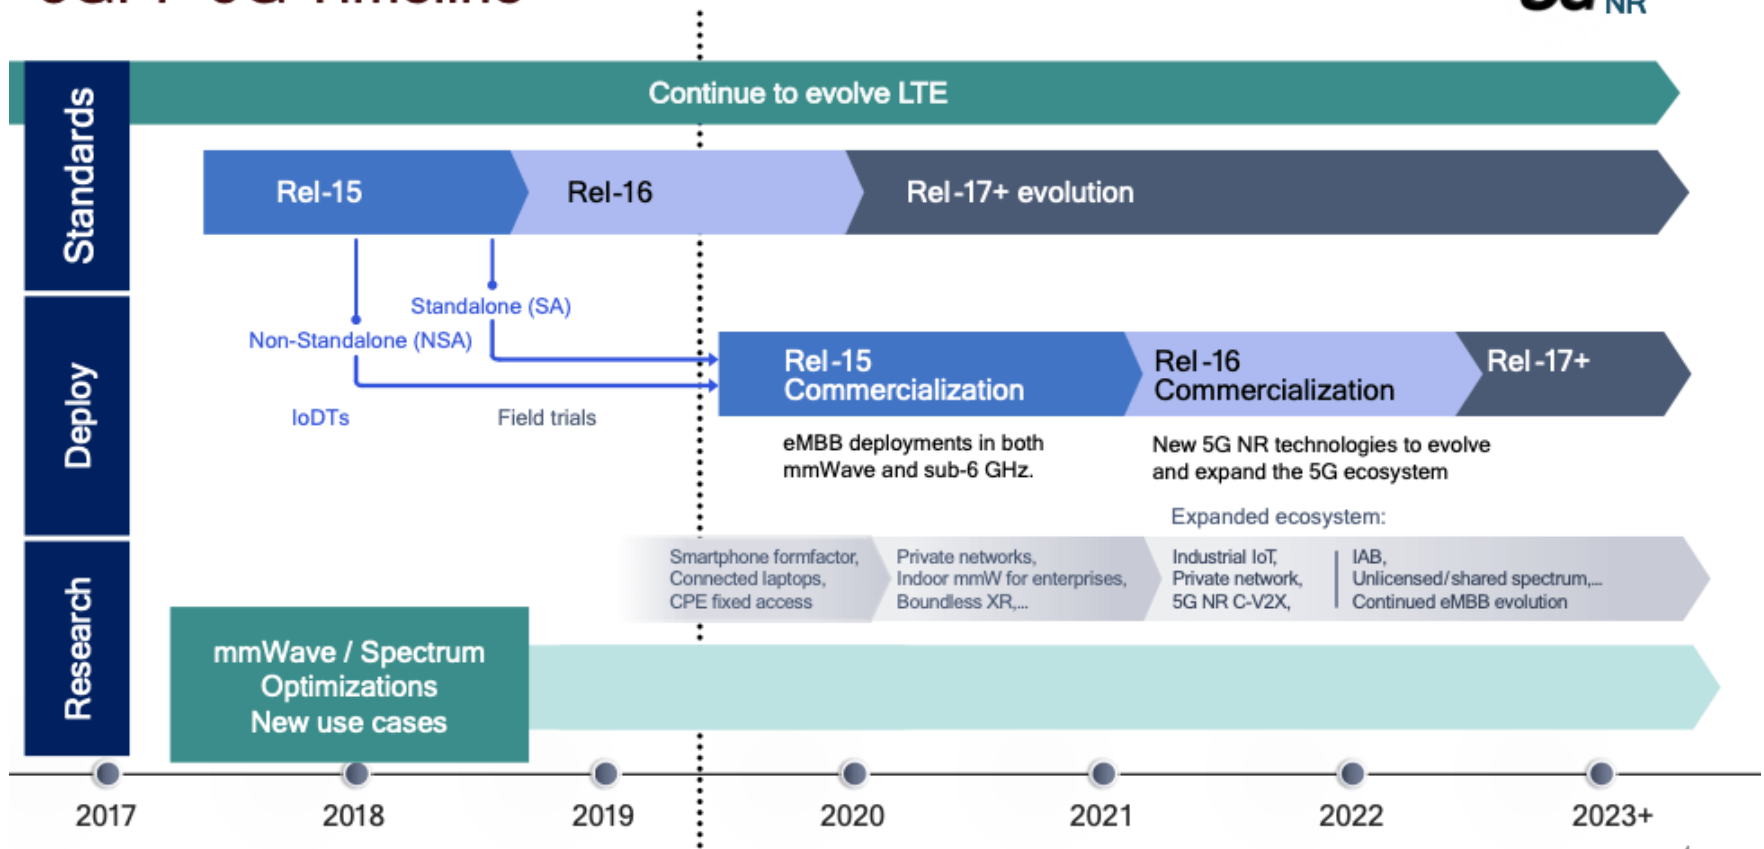 5G Timeline
NR
Continue to evolve LTE
Standards
Rel-15
Rel-16
Rel-17+ evolution
Standalone (SA)
Non-Standalone (NSA)
Deploy
Rel-15
Commercialization
Rel-16
Commercialization
Rel-17+
IoDTs
Field trials
eMBB deployments in both
mmWave and sub-6 GHz.
New 5G NR technologies to evolve
and expand the 5G ecosystem
Expanded ecosystem:
Research
Smartphone formfactor,
Connected laptops,
CPE fixed access
Private networks,
Indoor mmW for enterprises,
Boundless XR,...
Industrial IoT,
Private network,
5G NR C-V2X,
IAB,
Unlicensed/shared spectrum,...
Continued eMBB evolution
mmWave / Spectrum
Optimizations
New use cases
2017
2018
2019
2020
2021
2022
2023+